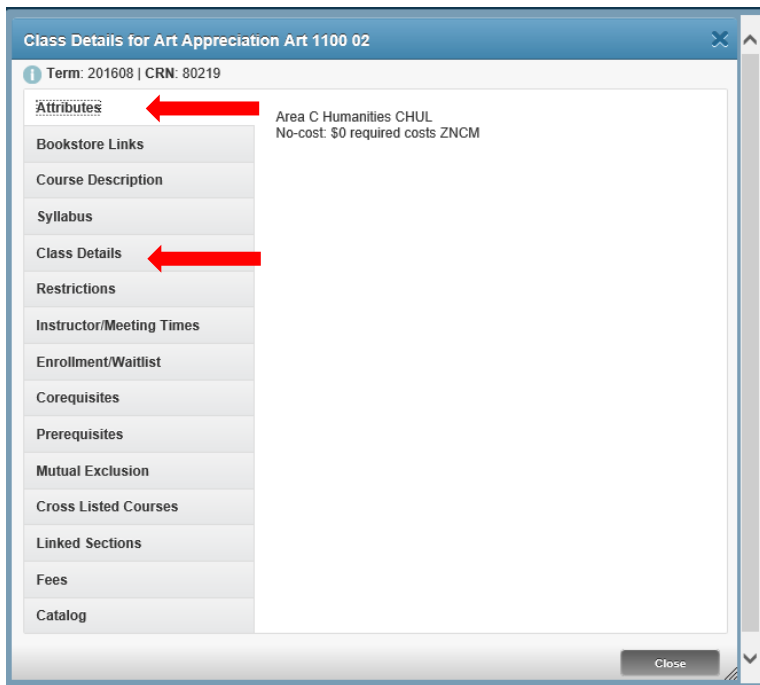 Class Details for Art Appreciation Art 1100 02
Term: 201608 | CRN: 80219
Attributes
Area C Humanities CHUL
No-cost: $0 required costs ZNCM
Bookstore Links
Course Description
Syllabus
Class Details
Restrictions
Instructor/Meeting Times
Enrollment/Waitlist
Corequisites
Prerequisites
Mutual Exclusion
Cross Listed Courses
Linked Sections
Fees
Catalog
Close